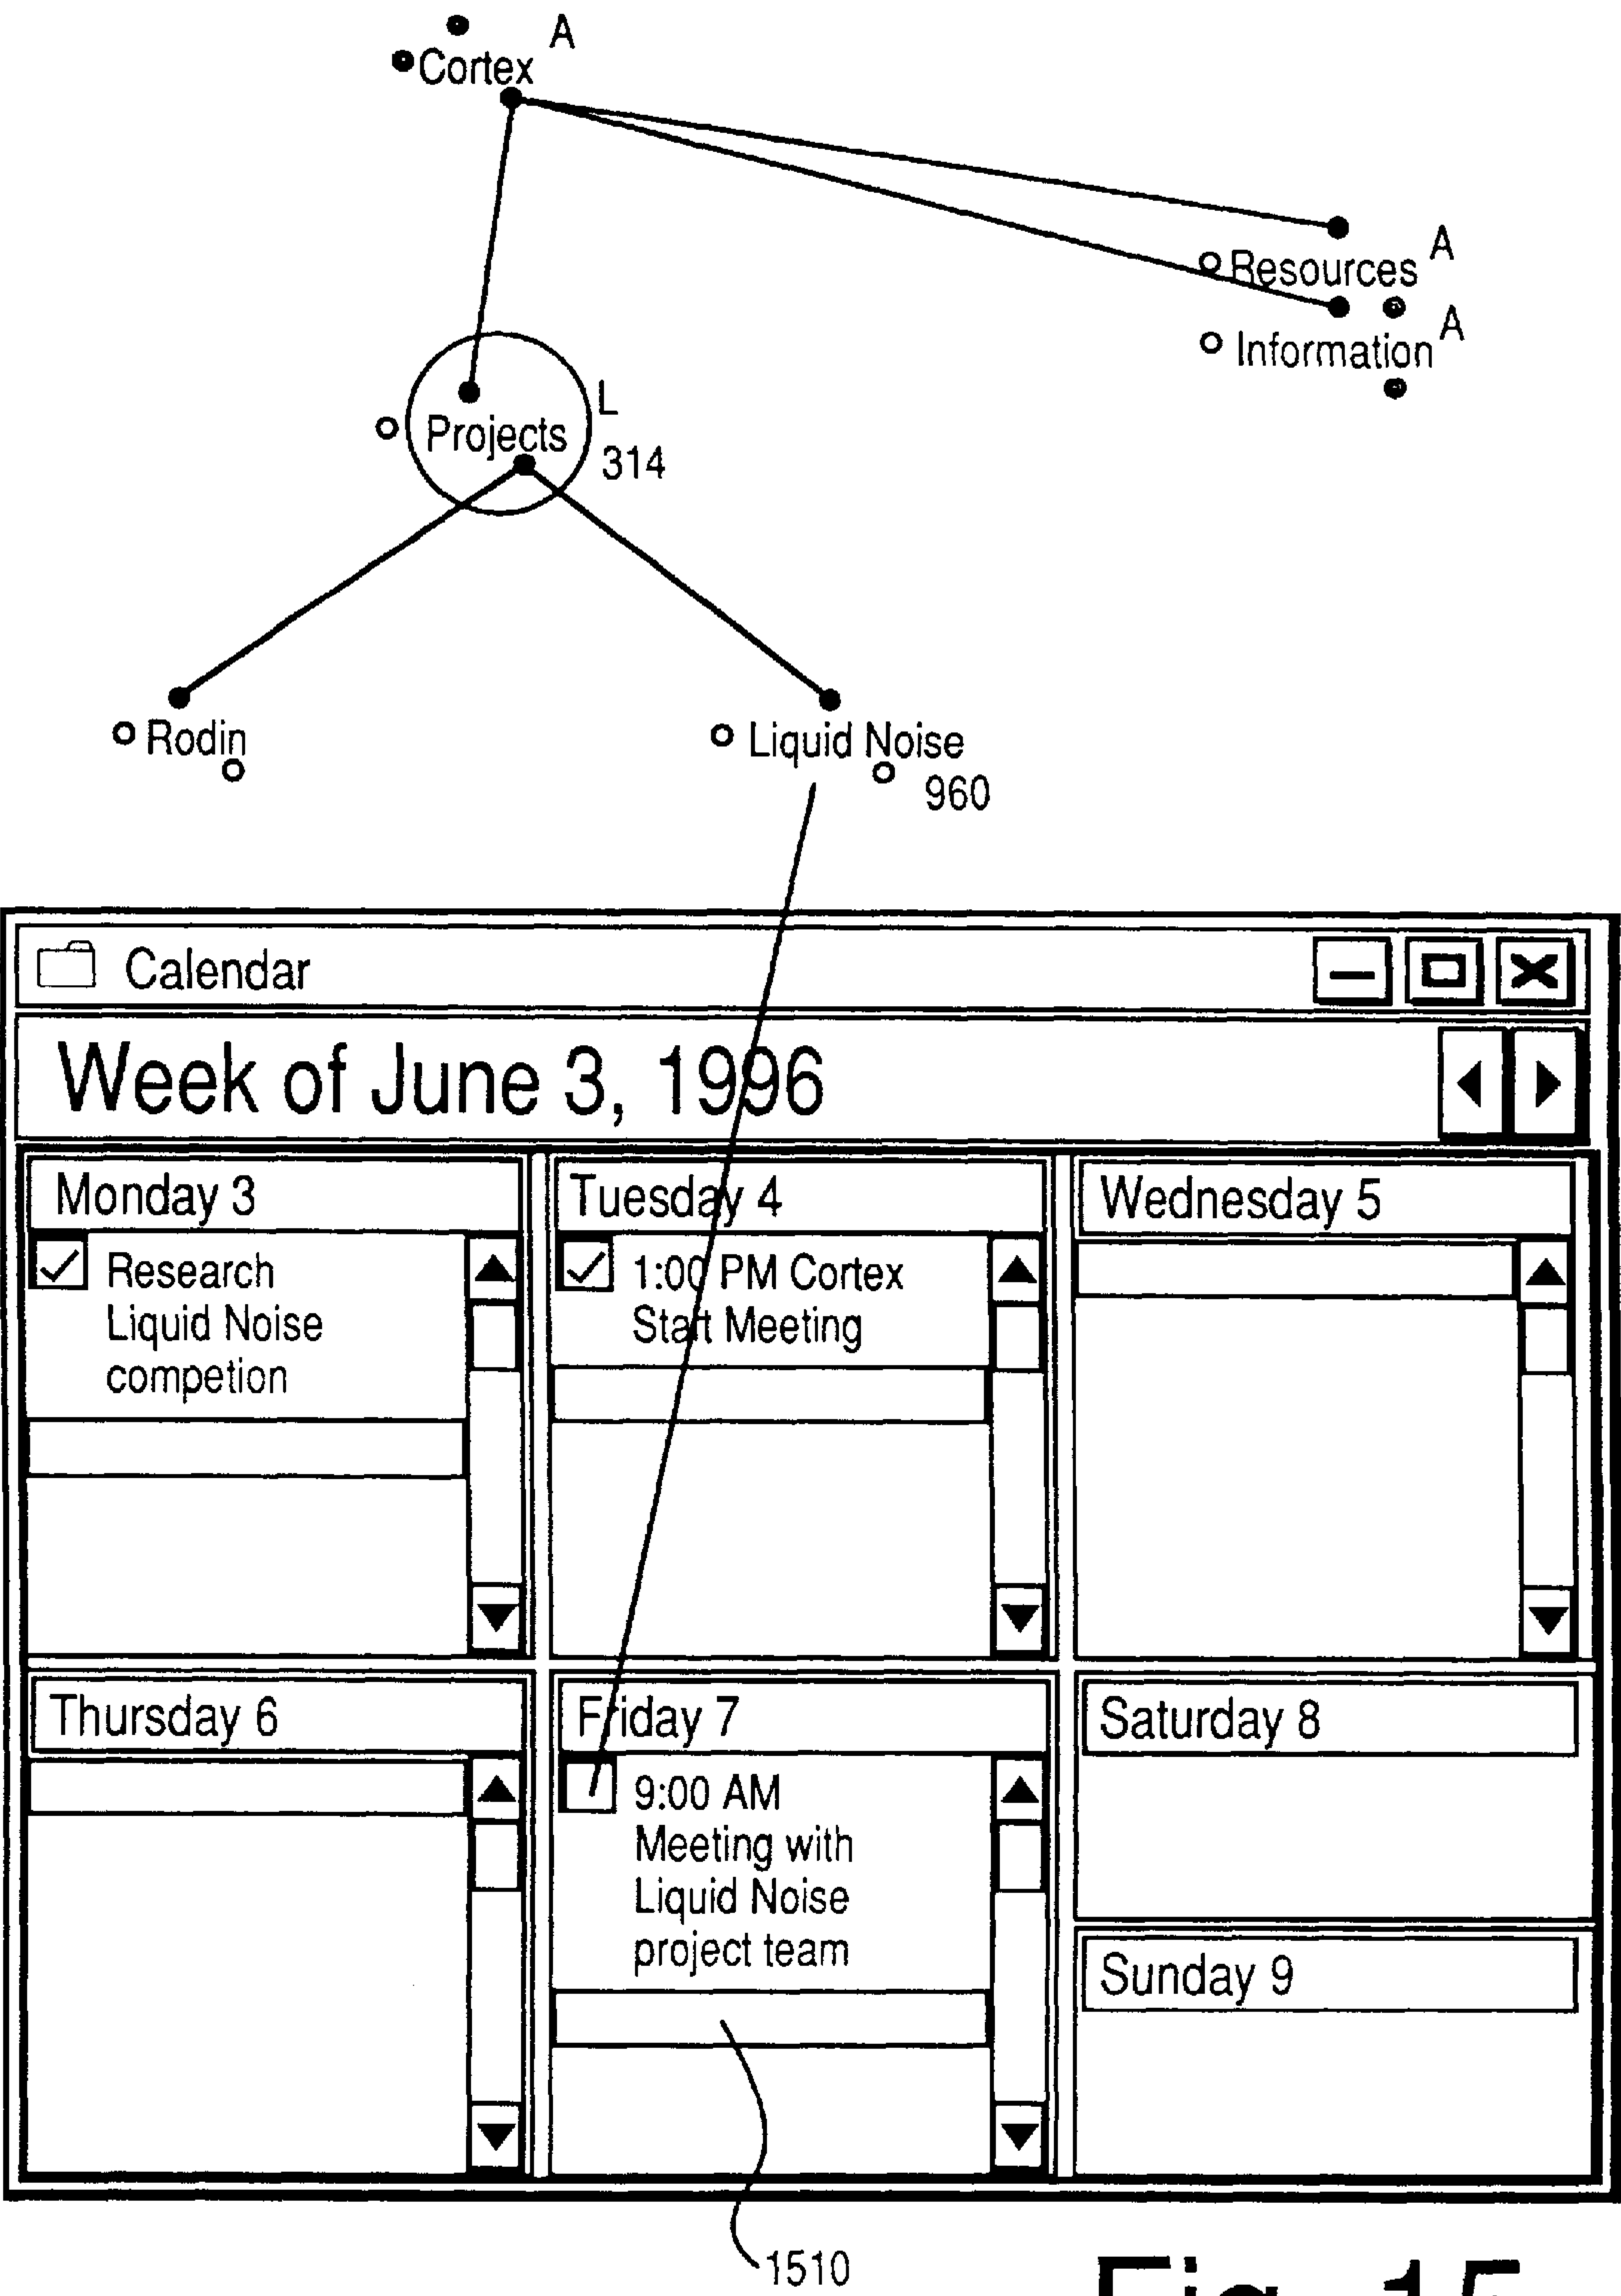 A
Cortex
A
Resources
A
Information
L
Projects
314
Rodin
Liquid Noise
960
Calendar
Week of June 3, 1996
Monday 3
Research
Liquid Noise
competion
Tuesday 4
1:00 PM Cortex
Start Meeting
Wednesday 5
Thursday 6
Friday 7
9:00 AM
Meeting with
Liquid Noise
project team
Saturday 8
Sunday 9
1510
Fig. 15